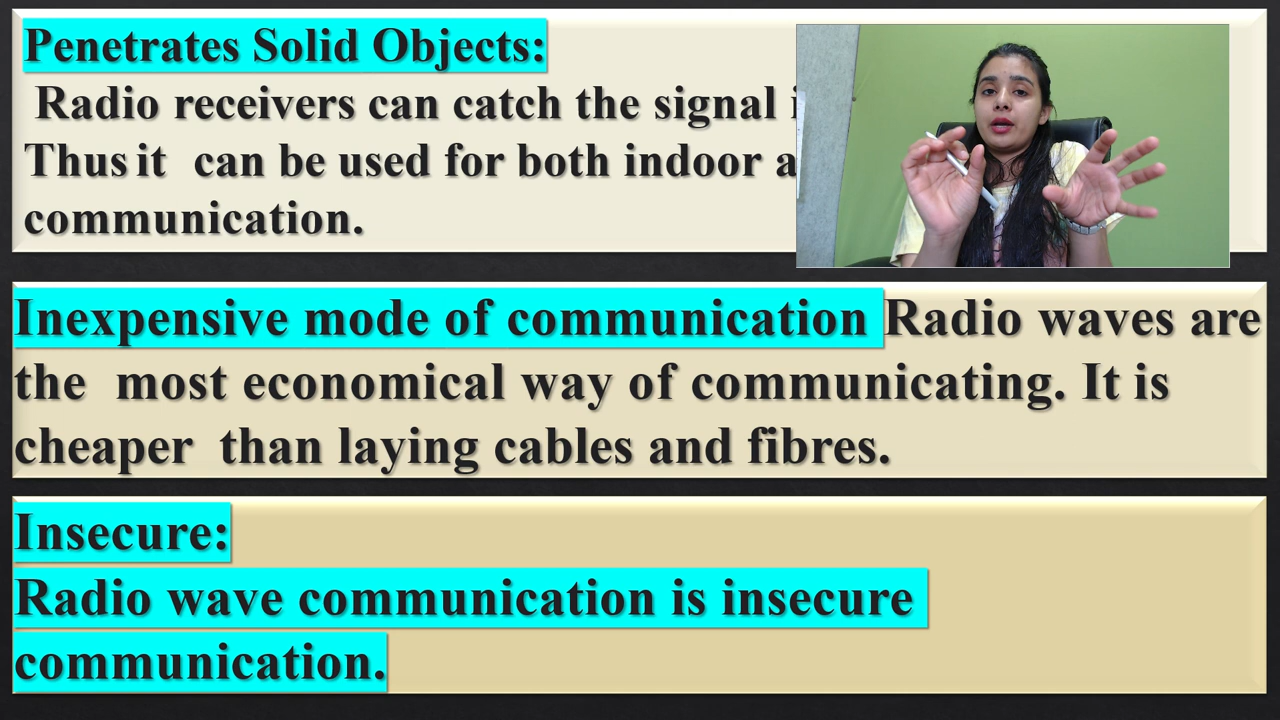 Penetrates Solid Objects:
Radio receivers can catch the signal
Thus it can be used for both indoor
communication.
Inexpensive mode of communication Radio waves are
the most economical way of communicating. It is
cheaper than laying cables and fibres.
Insecure:
Radio wave communication is insecure
communication.